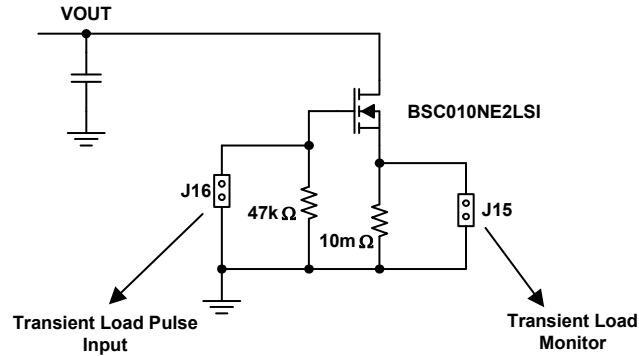 VOUT
BSC010NE2LSI
J16
47kΩ
10mΩ
J15
Transient Load Pulse
Input
Transient Load
Monitor